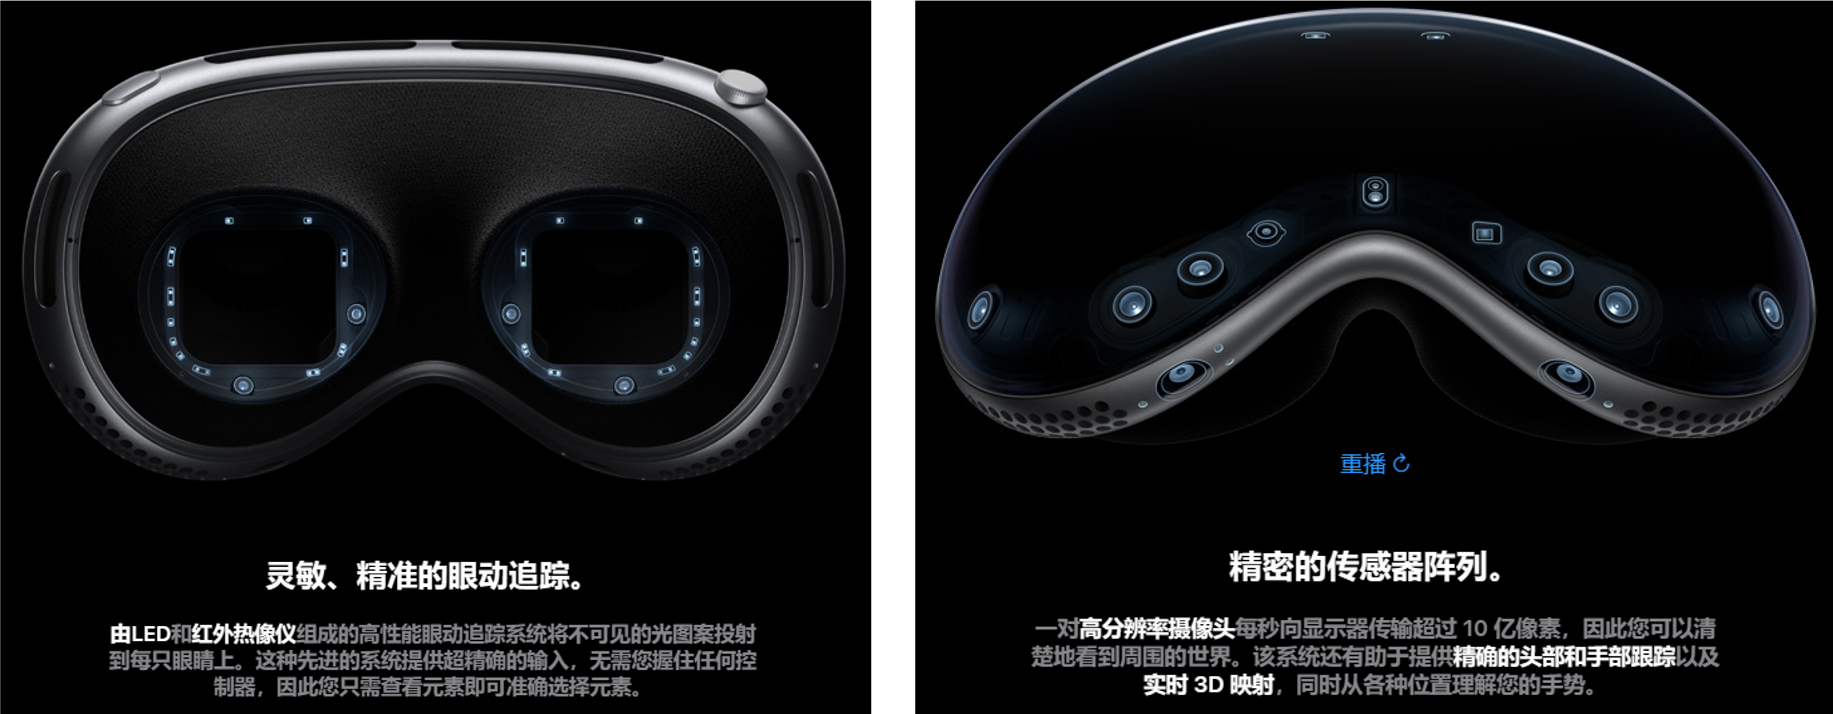 灵敏、精准的眼动追踪。
由LED和红外热像仪组成的高性能眼动追踪系统将不可见的光图案投射
到每只眼睛上。这种先进的系统提供超精确的输入，无需您握住任何控
制器，因此您只需查看元素即可准确选择元素。
重播
精密的传感器阵列。
一对高分辨率摄像头每秒向显示器传输超过 10 亿像素，因此您可以清
楚地看到周围的世界。该系统还有助于提供精确的头部和手部跟踪以及
实时 3D 映射，同时从各种位置理解您的手势。